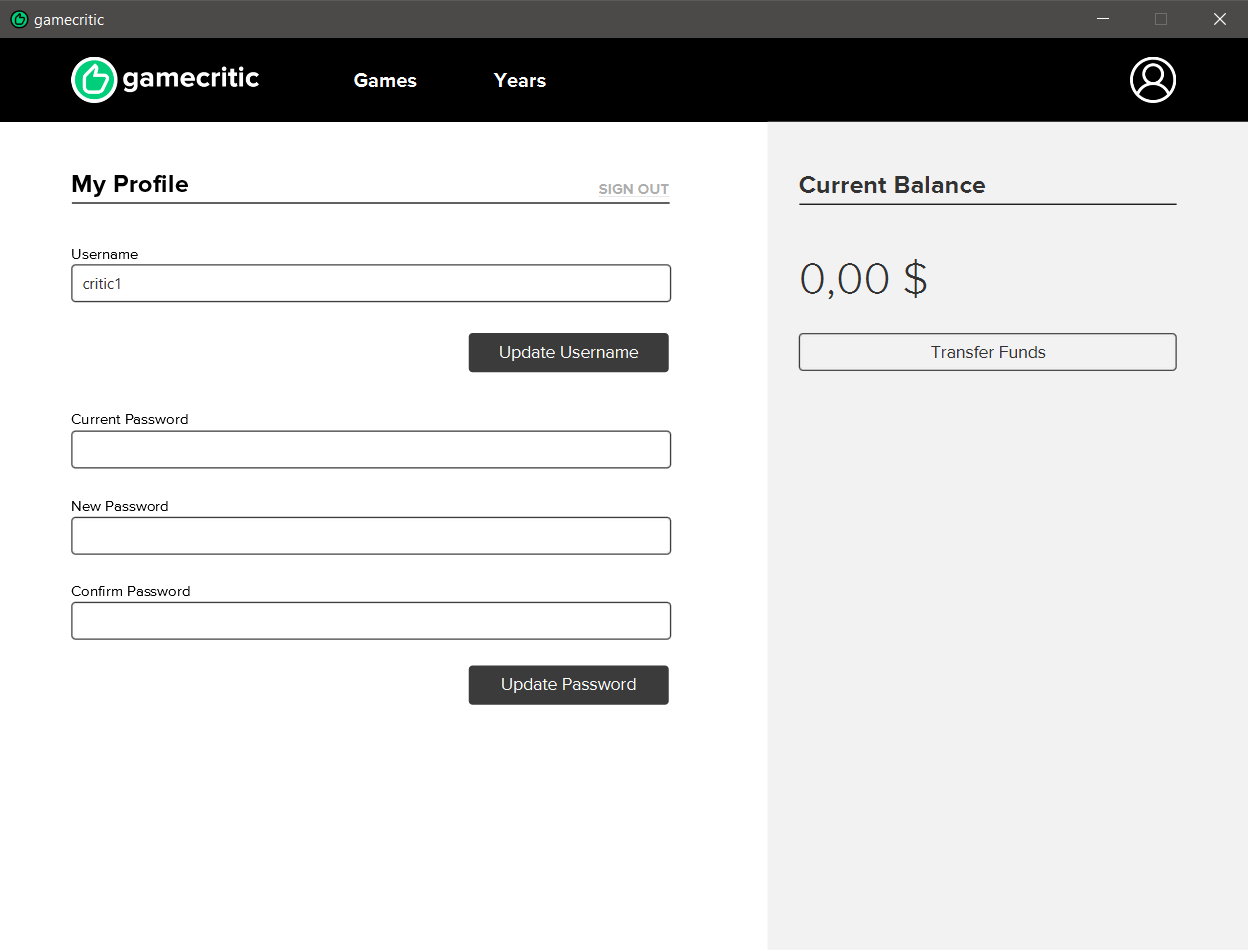 gamecritic
gamecritic
Games
Years
My Profile
SIGN OUT
Username
critic1
Update Username
Current Password
New Password
Confirm Password
Update Password
Current Balance
0,00 $
Transfer Funds